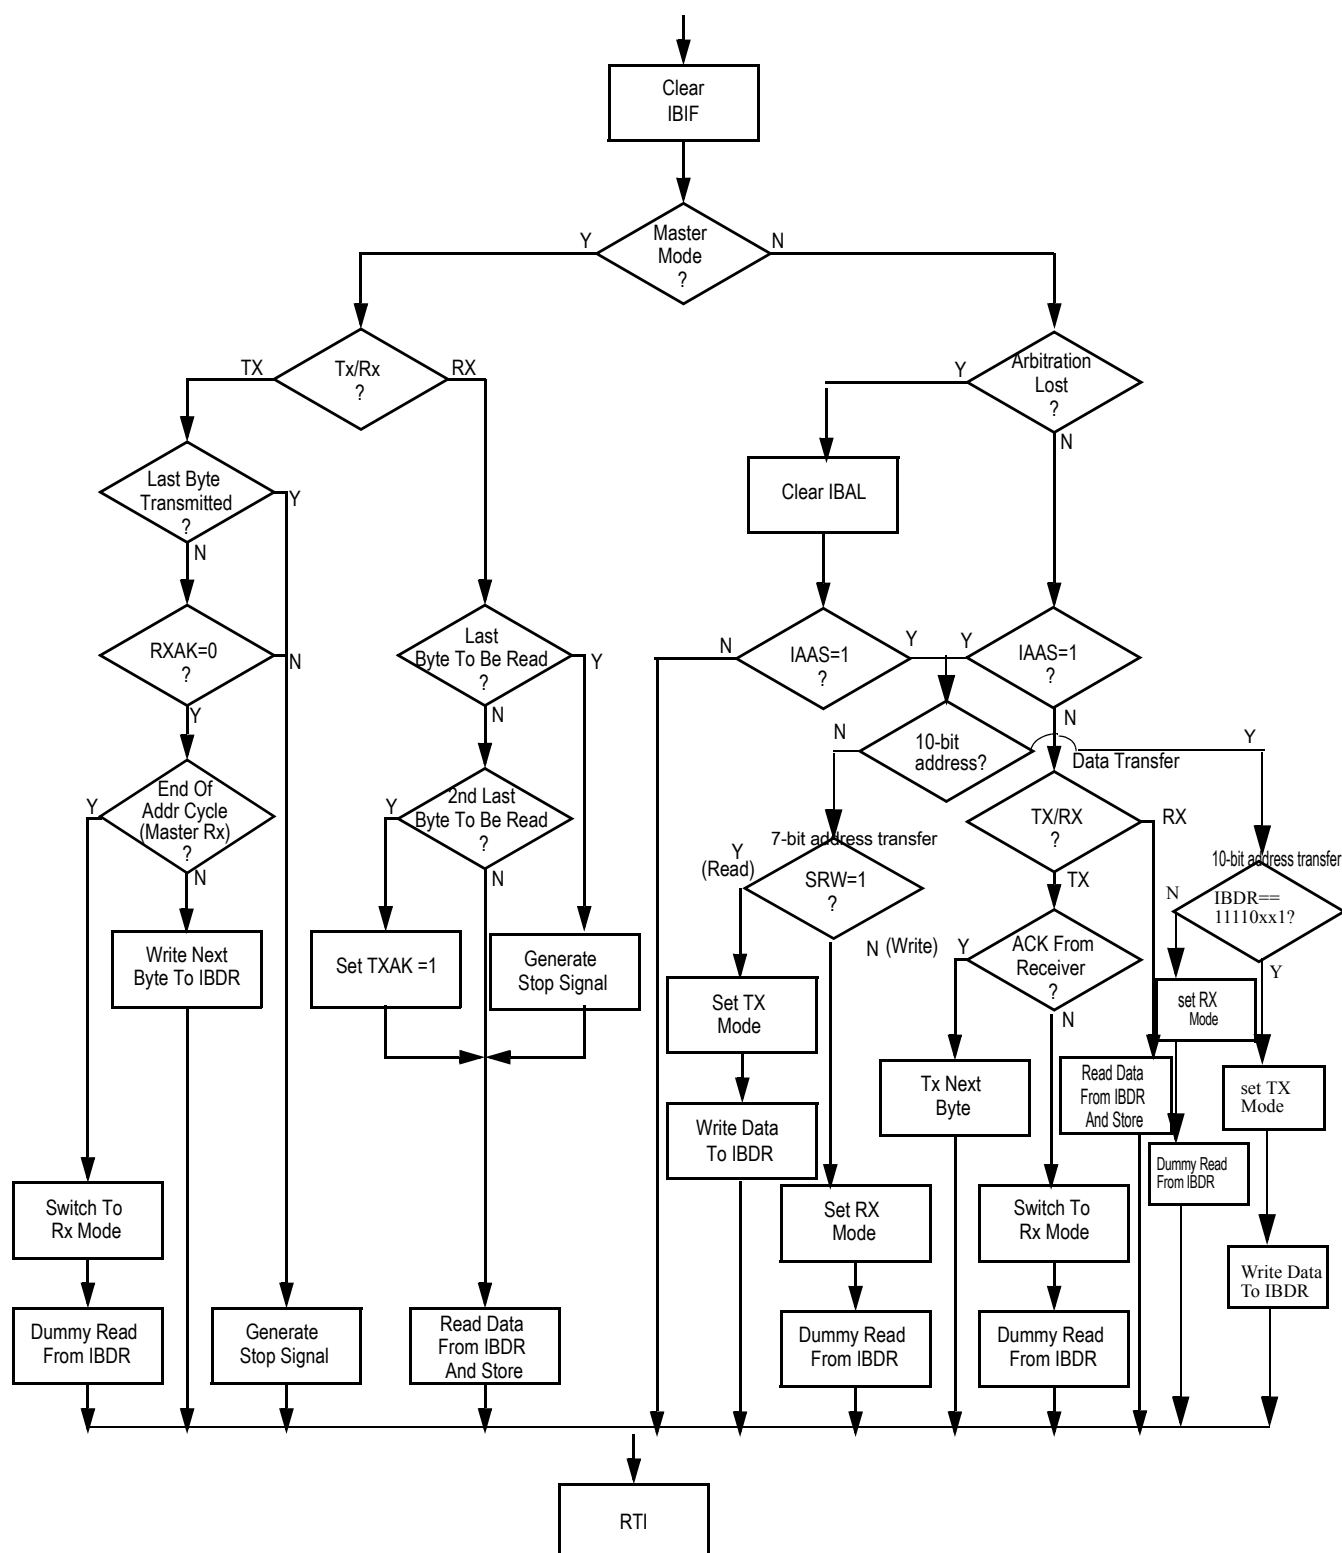 Clear
IBIF
Master
Mode
?
Y
N
Tx/Rx
?
TX
RX
Arbitration
Lost
?
Y
N
Last Byte
Transmitted
?
Y
N
Clear IBAL
RXAK=0
?
N
Y
Last
Byte To Be Read
?
Y
N
IAAS=1
?
N
Y
IAAS=1
?
Y
N
10-bit
address?
N
Y
Data Transfer
End Of
Addr Cycle
(Master Rx)
?
Y
N
2nd Last
Byte To Be Read
?
Y
N
7-bit address transfer
SRW=1
?
Y
(Read)
N (Write)
TX/RX
?
RX
TX
10-bit address transfer
IBDR==
11110xx1?
N
Y
Write Next
Byte To IBDR
Set TXAK =1
Generate
Stop Signal
ACK From
Receiver
?
Y
N
Set TX
Mode
set RX
Mode
Write Data
To IBDR
Tx Next
Byte
Read Data
From IBDR
And Store
set TX
Mode
Dummy Read
From IBDR
Switch To
Rx Mode
Set RX
Mode
Switch To
Rx Mode
Write Data
To IBDR
Dummy Read
From IBDR
Generate
Stop Signal
Read Data
From IBDR
And Store
Dummy Read
From IBDR
Dummy Read
From IBDR
RTI